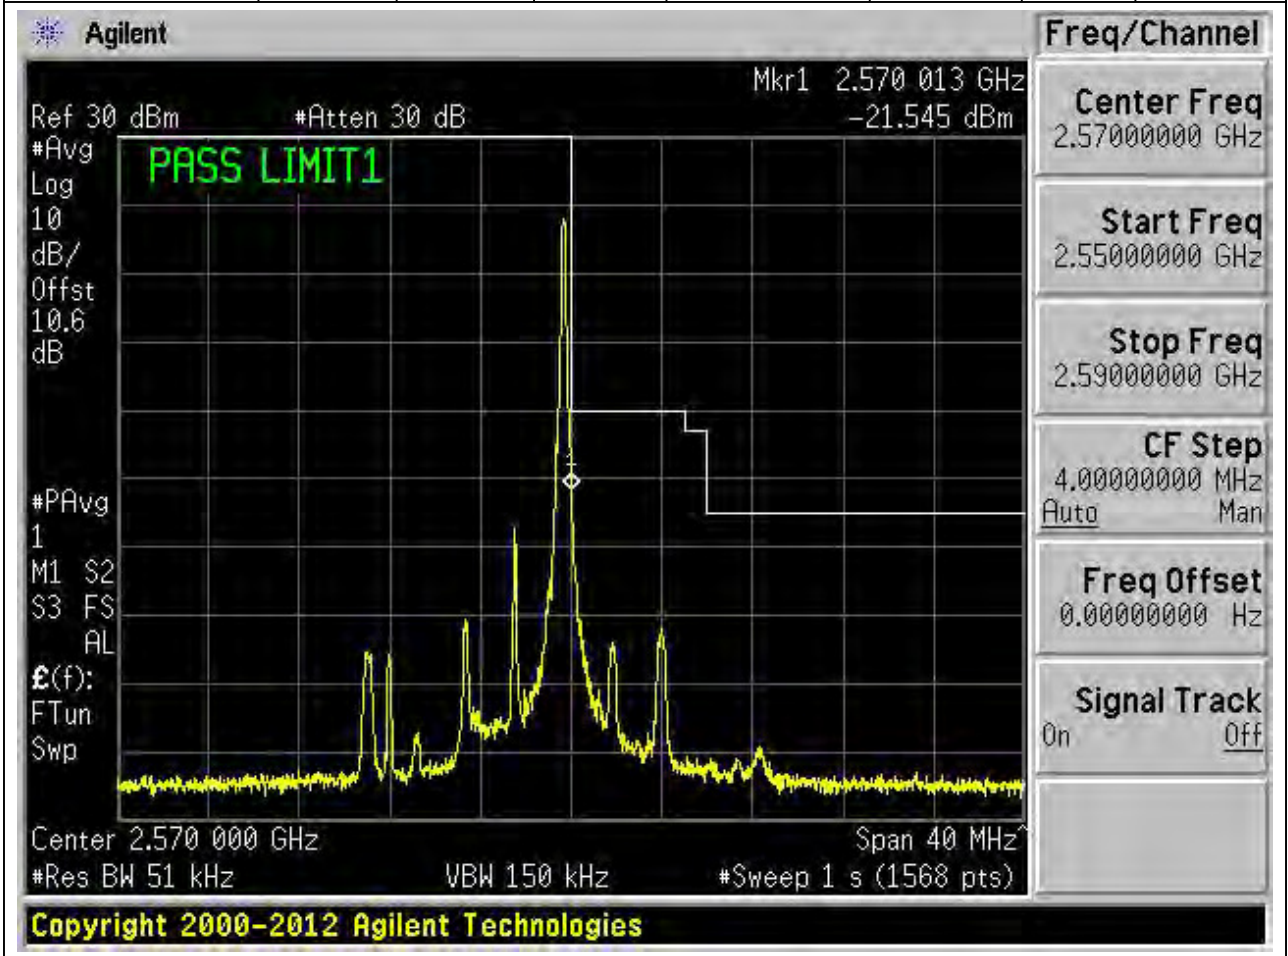 Agilent
Freq/Channel
Mkr1 2.570 013 GHz
Ref 30 dBm #Atten 30 dB -21.545 dBm
#Avg
Log
10
dB/
Offst
10.6
dB
PASS LIMIT1
1
#PAvg
1
M1 S2
S3 FS
AL
£(f):
FTun
Swp
Center 2.570 000 GHz Span 40 MHz^
#Res BW 51 kHz VBW 150 kHz #Sweep 1 s (1568 pts)
Copyright 2000-2012 Agilent Technologies
Center Freq
2.57000000 GHz
Start Freq
2.55000000 GHz
Stop Freq
2.59000000 GHz
CF Step
4.00000000 MHz
Auto Man
Freq Offset
0.00000000 Hz
Signal Track
On Off